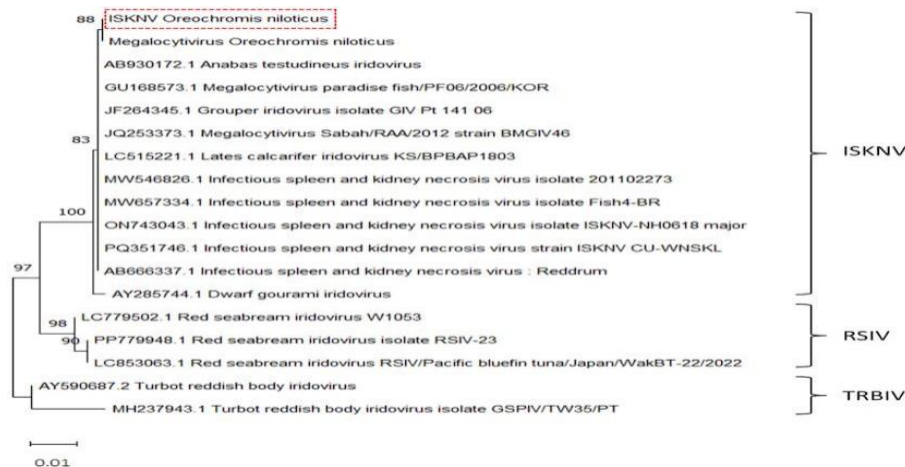 88
ISKNV Oreochromis niloticus
Megalocytivirus Oreochromis niloticus
AB930172.1 Anabas testudineus iridovirus
GU168573.1 Megalocytivirus paradise fish/PF06/2006/KOR
JF264345.1 Grouper iridovirus isolate GIV Pt 141 06
83
JQ253373.1 Megalocytivirus Sabah/RAA/2012 strain BMGIV46
LC515221.1 Lates calcarifer iridovirus KS/BPBAP1803
ISKNV
MW546826.1 Infectious spleen and kidney necrosis virus isolate 201102273
MW657334.1 Infectious spleen and kidney necrosis virus isolate Fish4-BR
100
ON743043.1 Infectious spleen and kidney necrosis virus isolate ISKNV-NH0618 major
PQ351746.1 Infectious spleen and kidney necrosis virus strain ISKNV CU-WNSKL
97
AB666337.1 Infectious spleen and kidney necrosis virus : Reddrum
AY285744.1 Dwarf gourami iridovirus
98
LC779502.1 Red seabream iridovirus W1053
90
PP779948.1 Red seabream iridovirus isolate RSIV-23
RSIV
LC853063.1 Red seabream iridovirus RSIV/Pacific bluefin tuna/Japan/WakBT-22/2022
AY590687.2 Turbot reddish body iridovirus
TRBIV
MH237943.1 Turbot reddish body iridovirus isolate GSPIV/TW35/PT
0.01